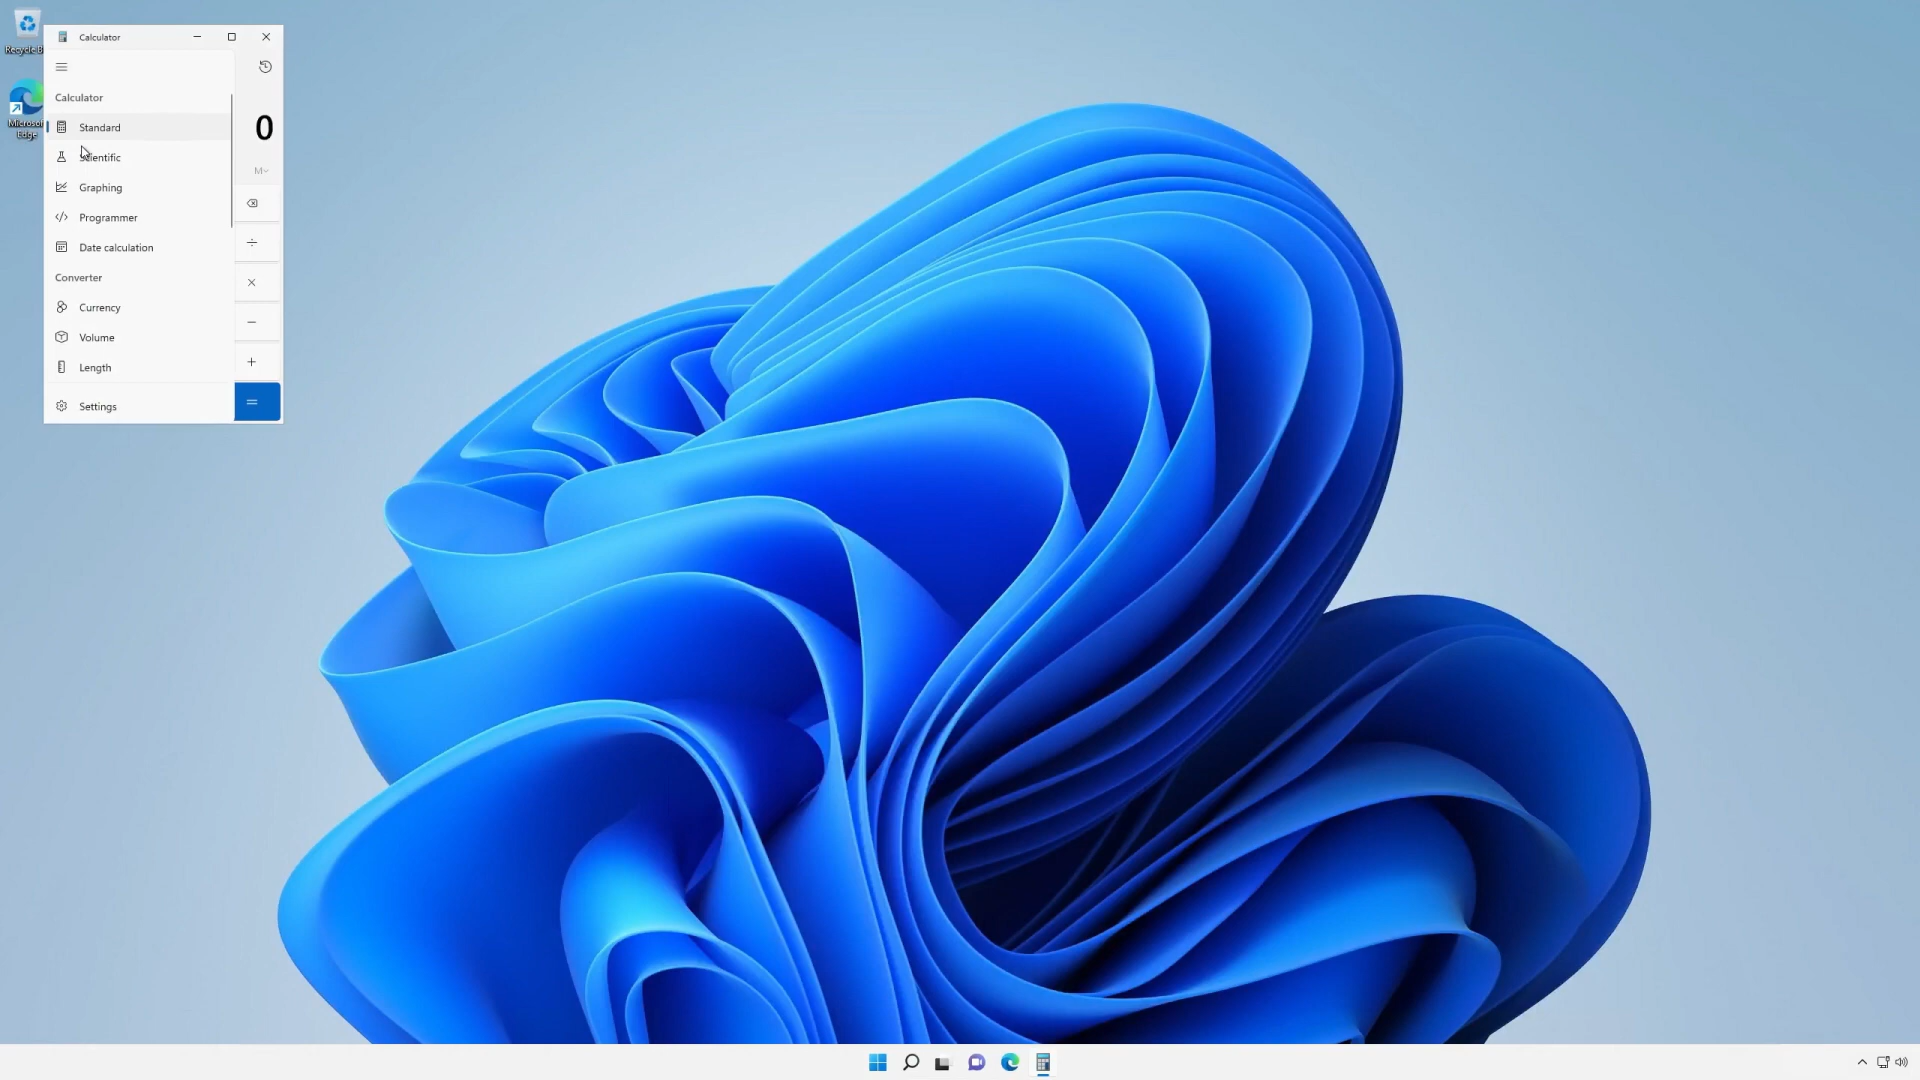 Recycle B
Microsof
Edge
Calculator
Calculator
Standard
Scientific
Graphing
Programmer
Date calculation
Converter
Currency
Volume
Length
Settings
0
M
÷
×
−
+
=